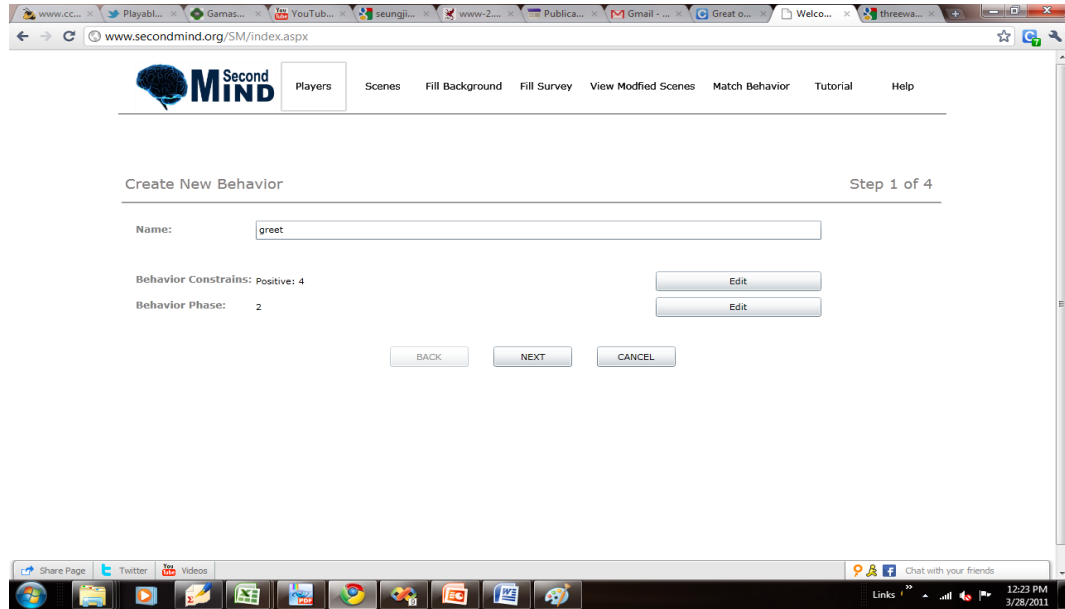 www.cc... Playabl... Gamas... YouTub... seungji... www-2.... Publica... Gmail - ... Great o... Welco... threewa...
www.secondmind.org/SM/index.aspx
Second MIND Players Scenes Fill Background Fill Survey View Modfied Scenes Match Behavior Tutorial Help
Create New Behavior Step 1 of 4
Name: greet
Behavior Constrains: Positive: 4 Edit
Behavior Phase: 2 Edit
BACK NEXT CANCEL
Share Page Twitter You Tube Videos Chat with your friends
Links 12:23 PM
3/28/2011